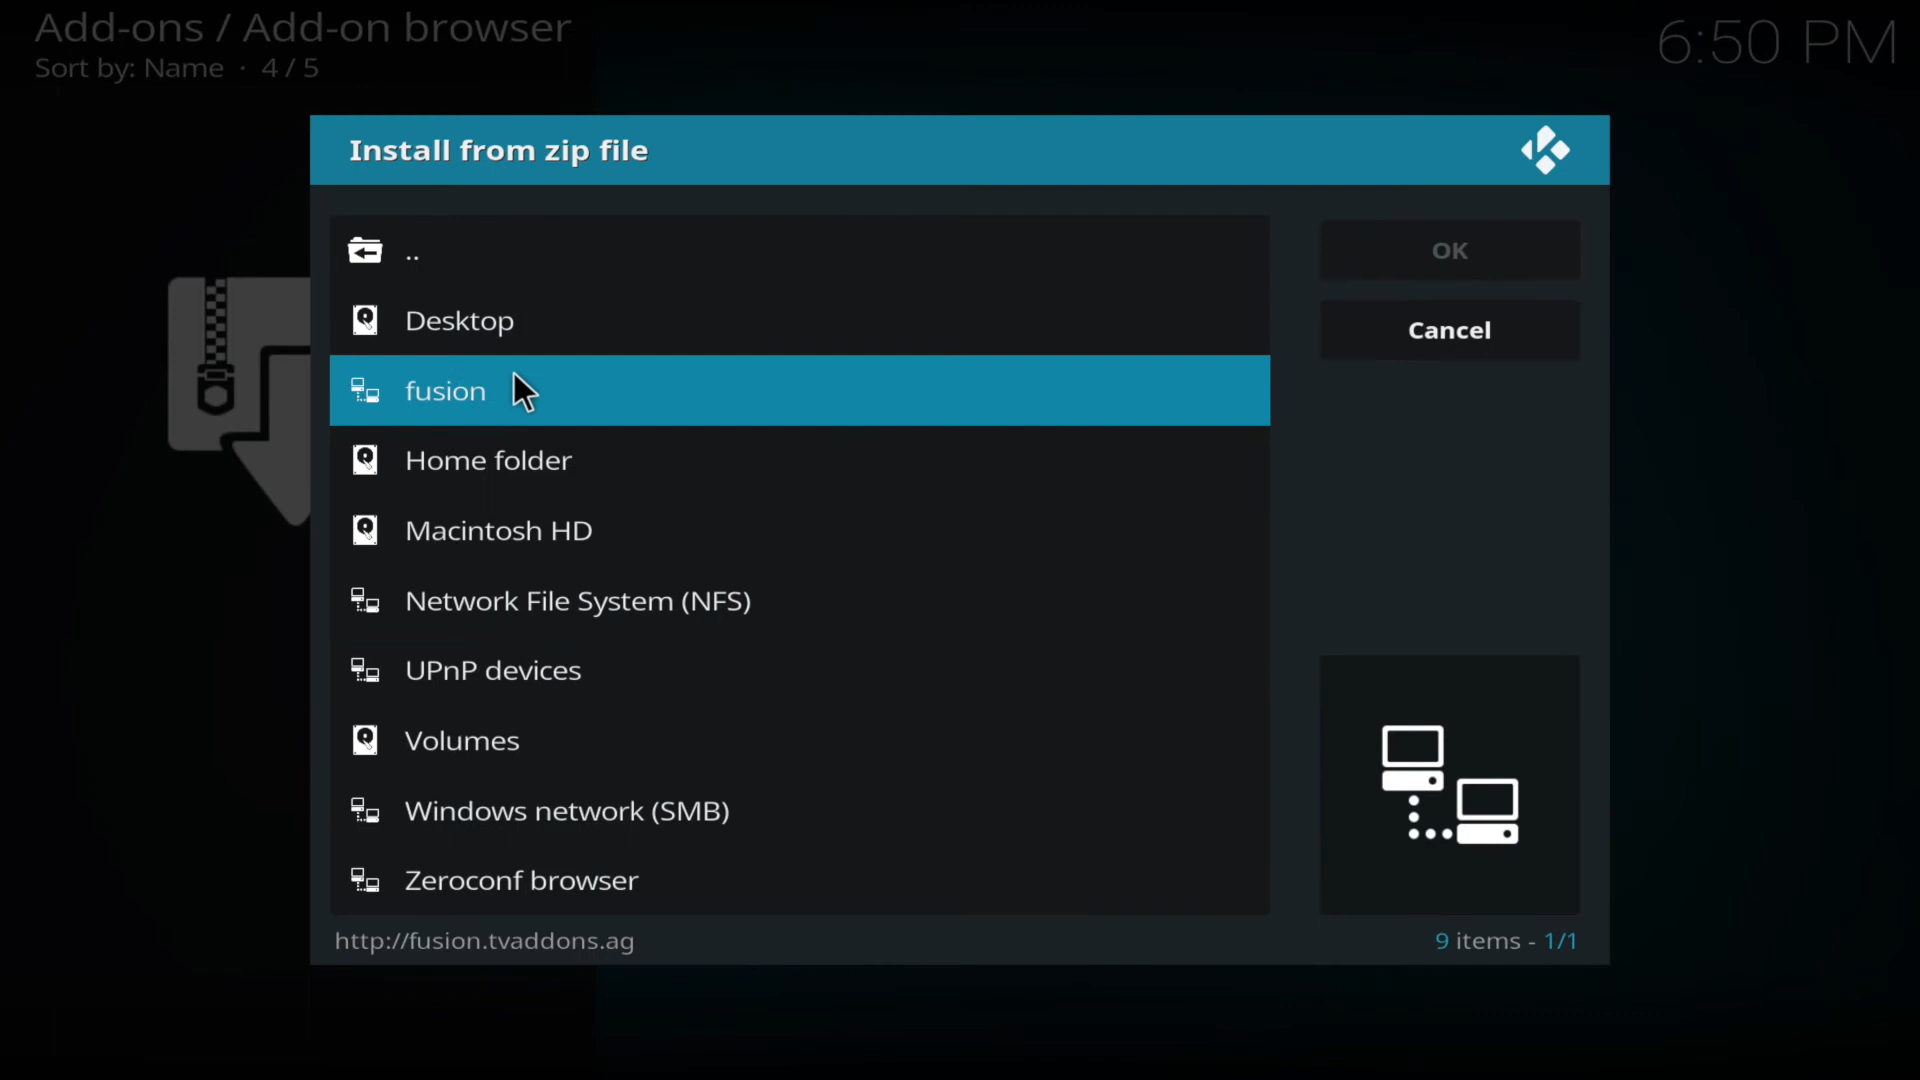 Add-ons / Add-on browser
Sort by: Name · 4 / 5
6:50 PM
Install from zip file
..
Desktop
fusion
Home folder
Macintosh HD
Network File System (NFS)
UPnP devices
Volumes
Windows network (SMB)
Zeroconf browser
OK
Cancel
http://fusion.tvaddons.ag
9 items - 1/1